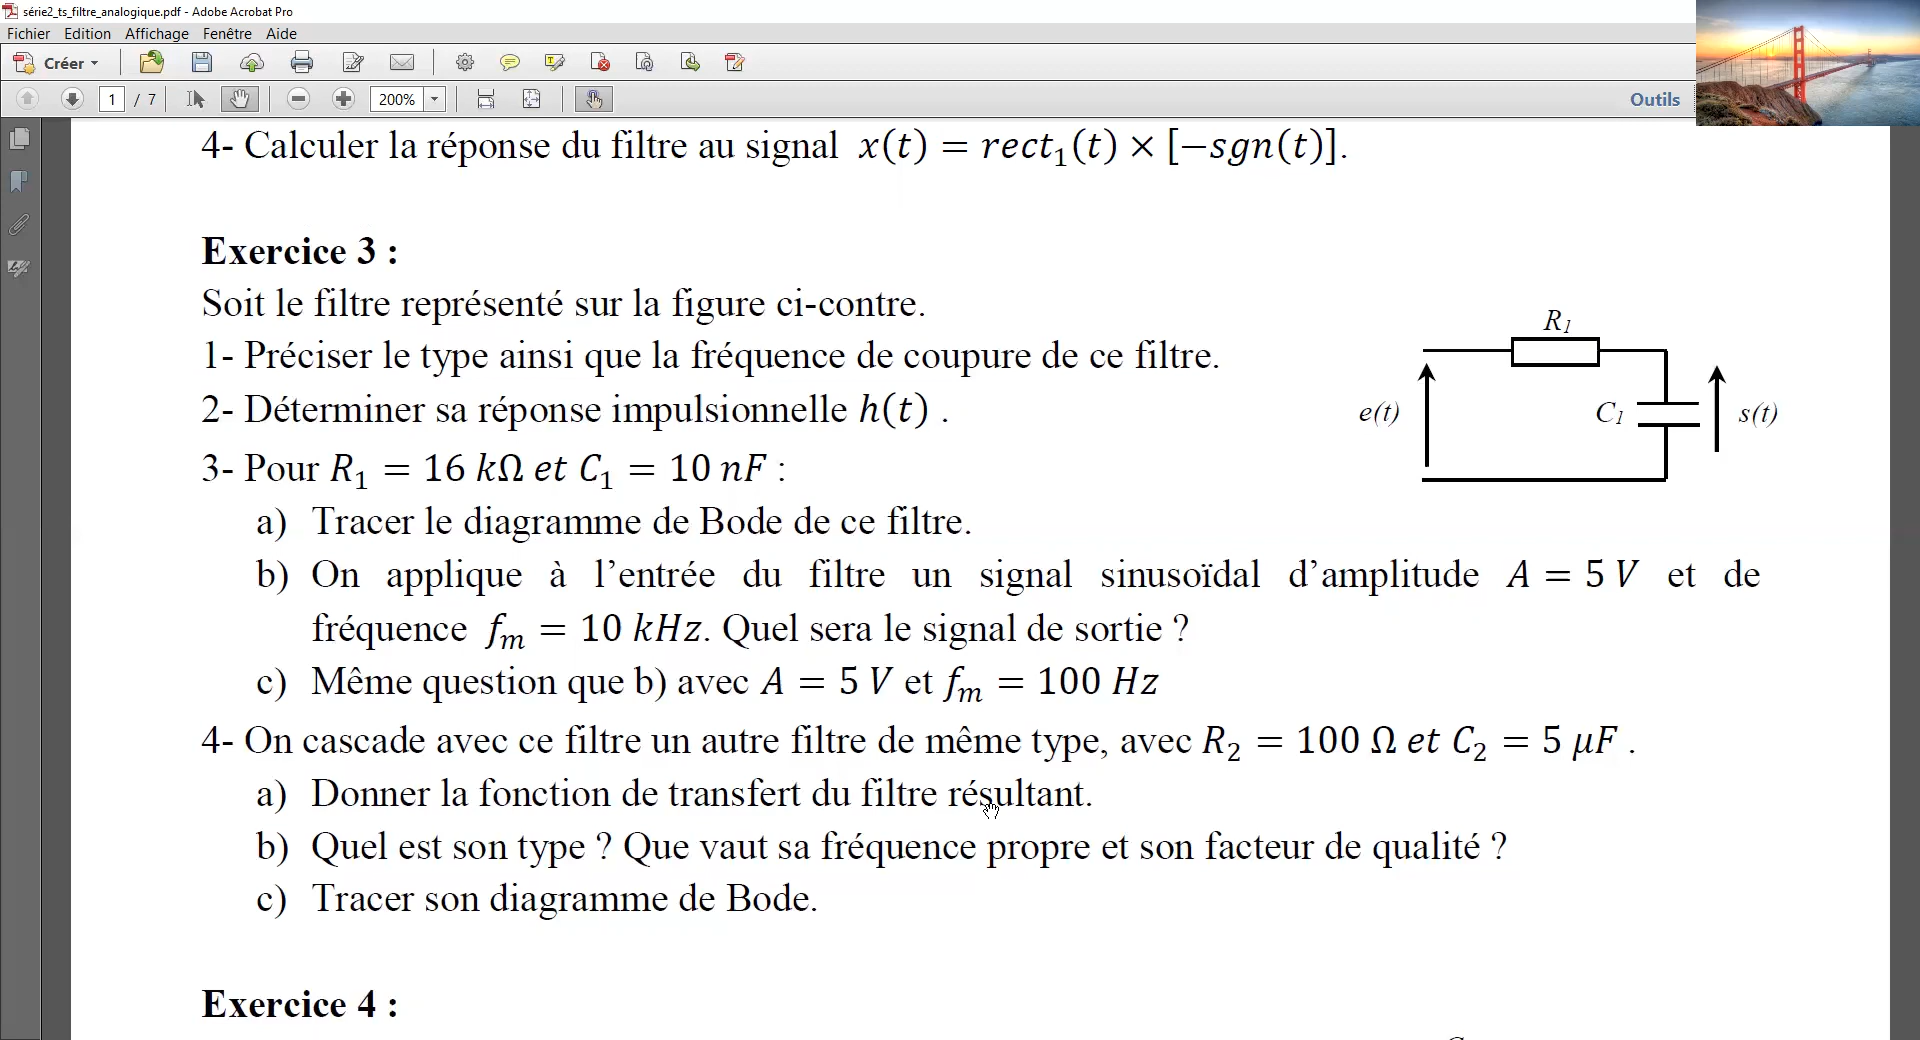 série2_ts_filtre_analogique.pdf - Adobe Acrobat Pro
Fichier Edition Affichage Fenêtre Aide
Créer
1 / 7 200% Outils
4- Calculer la réponse du filtre au signal x(t) = rect₁(t) × [−sgn(t)].
Exercice 3 :
Soit le filtre représenté sur la figure ci-contre.
1- Préciser le type ainsi que la fréquence de coupure de ce filtre.
2- Déterminer sa réponse impulsionnelle h(t) .
3- Pour R₁ = 16 kΩ et C₁ = 10 nF :
a) Tracer le diagramme de Bode de ce filtre.
b) On applique à l’entrée du filtre un signal sinusoïdal d’amplitude A = 5 V et de
fréquence fₘ = 10 kHz. Quel sera le signal de sortie ?
c) Même question que b) avec A = 5 V et fₘ = 100 Hz
4- On cascade avec ce filtre un autre filtre de même type, avec R₂ = 100 Ω et C₂ = 5 μF .
a) Donner la fonction de transfert du filtre résultant.
b) Quel est son type ? Que vaut sa fréquence propre et son facteur de qualité ?
c) Tracer son diagramme de Bode.
R₁
e(t) C₁ s(t)
Exercice 4 :